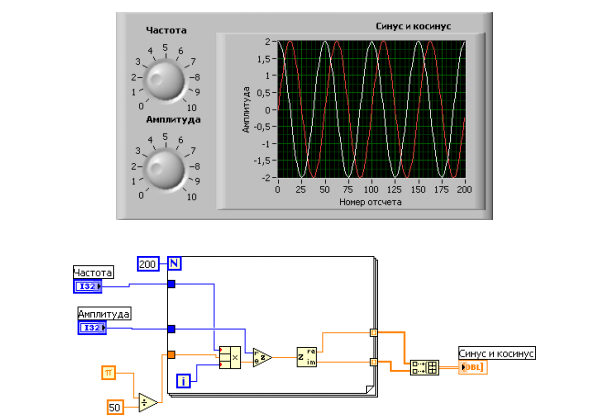 Частота
Синус и косинус
0 1 2 3 4 5 6 7 8 9 10
Амплитуда
0 1 2 3 4 5 6 7 8 9 10
Амплитуда
2
1,5
1
0,5
0
-0,5
-1
-1,5
-2
0 25 50 75 100 125 150 175 200
Номер отсчета
200 N
Частота
I32
Амплитуда
I32
r
θ z
z re
im
x
i
π
÷
50
Синус и косинус
DBL]